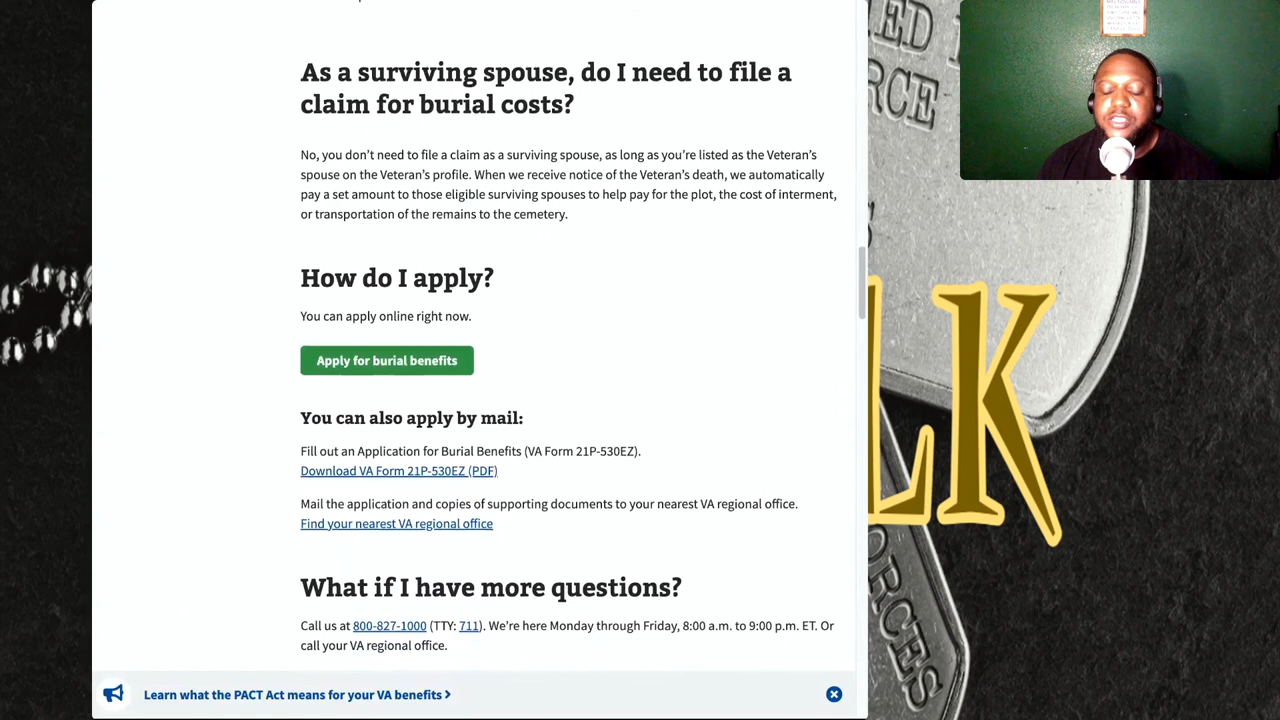 As a surviving spouse, do I need to file a
claim for burial costs?
No, you don’t need to file a claim as a surviving spouse, as long as you’re listed as the Veteran’s
spouse on the Veteran’s profile. When we receive notice of the Veteran’s death, we automatically
pay a set amount to those eligible surviving spouses to help pay for the plot, the cost of interment,
or transportation of the remains to the cemetery.
How do I apply?
You can apply online right now.
Apply for burial benefits
You can also apply by mail:
Fill out an Application for Burial Benefits (VA Form 21P-530EZ).
Download VA Form 21P-530EZ (PDF)
Mail the application and copies of supporting documents to your nearest VA regional office.
Find your nearest VA regional office
What if I have more questions?
Call us at 800-827-1000 (TTY: 711). We’re here Monday through Friday, 8:00 a.m. to 9:00 p.m. ET. Or
call your VA regional office.
Learn what the PACT Act means for your VA benefits
ED
RCE
LK
ORCES